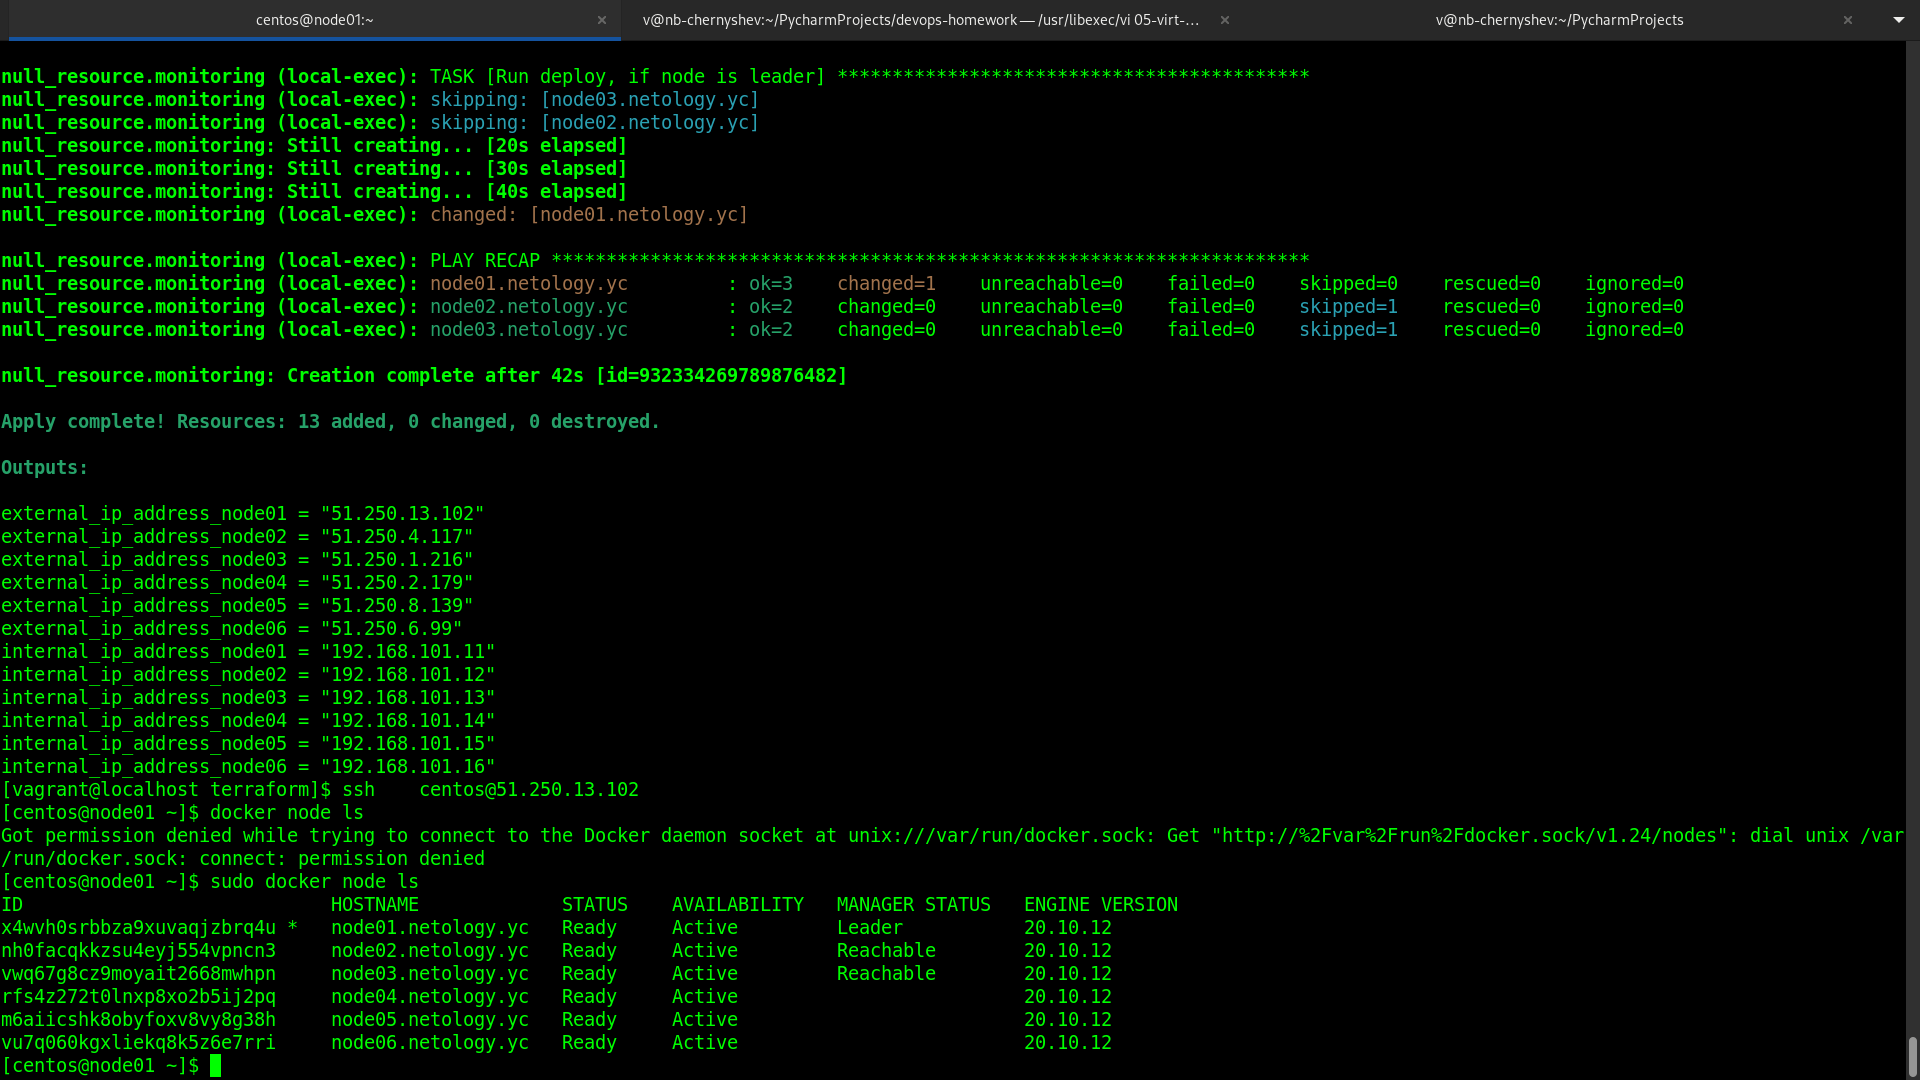 centos@node01:~
v@nb-chernyshev:~/PycharmProjects/devops-homework — /usr/libexec/vi 05-virt-...
v@nb-chernyshev:~/PycharmProjects
null_resource.monitoring (local-exec): TASK [Run deploy, if node is leader] *******************************************
null_resource.monitoring (local-exec): skipping: [node03.netology.yc]
null_resource.monitoring (local-exec): skipping: [node02.netology.yc]
null_resource.monitoring: Still creating... [20s elapsed]
null_resource.monitoring: Still creating... [30s elapsed]
null_resource.monitoring: Still creating... [40s elapsed]
null_resource.monitoring (local-exec): changed: [node01.netology.yc]
null_resource.monitoring (local-exec): PLAY RECAP *********************************************************************
null_resource.monitoring (local-exec): node01.netology.yc         : ok=3    changed=1    unreachable=0    failed=0    skipped=0    rescued=0    ignored=0
null_resource.monitoring (local-exec): node02.netology.yc         : ok=2    changed=0    unreachable=0    failed=0    skipped=1    rescued=0    ignored=0
null_resource.monitoring (local-exec): node03.netology.yc         : ok=2    changed=0    unreachable=0    failed=0    skipped=1    rescued=0    ignored=0
null_resource.monitoring: Creation complete after 42s [id=932334269789876482]
Apply complete! Resources: 13 added, 0 changed, 0 destroyed.
Outputs:
external_ip_address_node01 = "51.250.13.102"
external_ip_address_node02 = "51.250.4.117"
external_ip_address_node03 = "51.250.1.216"
external_ip_address_node04 = "51.250.2.179"
external_ip_address_node05 = "51.250.8.139"
external_ip_address_node06 = "51.250.6.99"
internal_ip_address_node01 = "192.168.101.11"
internal_ip_address_node02 = "192.168.101.12"
internal_ip_address_node03 = "192.168.101.13"
internal_ip_address_node04 = "192.168.101.14"
internal_ip_address_node05 = "192.168.101.15"
internal_ip_address_node06 = "192.168.101.16"
[vagrant@localhost terraform]$ ssh    centos@51.250.13.102
[centos@node01 ~]$ docker node ls
Got permission denied while trying to connect to the Docker daemon socket at unix:///var/run/docker.sock: Get "http://%2Fvar%2Frun%2Fdocker.sock/v1.24/nodes": dial unix /var
/run/docker.sock: connect: permission denied
[centos@node01 ~]$ sudo docker node ls
ID                            HOSTNAME             STATUS    AVAILABILITY   MANAGER STATUS   ENGINE VERSION
x4wvh0srbbza9xuvaqjzbrq4u *   node01.netology.yc   Ready     Active         Leader           20.10.12
nh0facqkkzsu4eyj554vpncn3     node02.netology.yc   Ready     Active         Reachable        20.10.12
vwq67g8cz9moyait2668mwhpn     node03.netology.yc   Ready     Active         Reachable        20.10.12
rfs4z272t0lnxp8xo2b5ij2pq     node04.netology.yc   Ready     Active                          20.10.12
m6aiicshk8obyfoxv8vy8g38h     node05.netology.yc   Ready     Active                          20.10.12
vu7q060kgxliekq8k5z6e7rri     node06.netology.yc   Ready     Active                          20.10.12
[centos@node01 ~]$